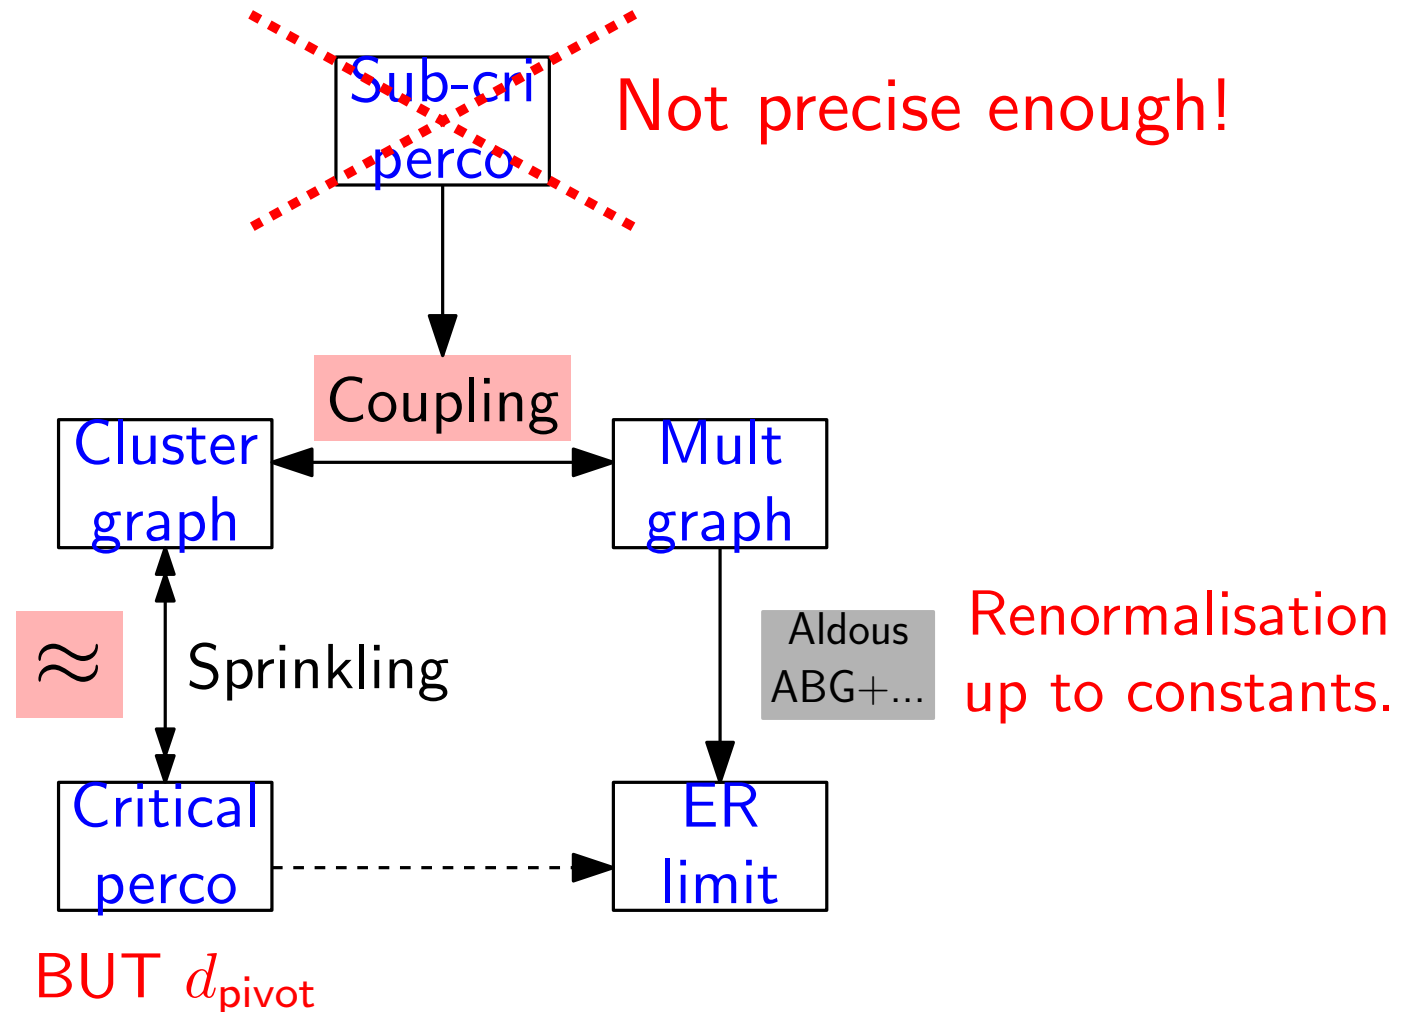 Sub-cri
perco
Not precise enough!
Coupling
Cluster
graph
Mult
graph
≈
Sprinkling
Aldous
ABG+...
Renormalisation
up to constants.
Critical
perco
ER
limit
BUT d_pivot